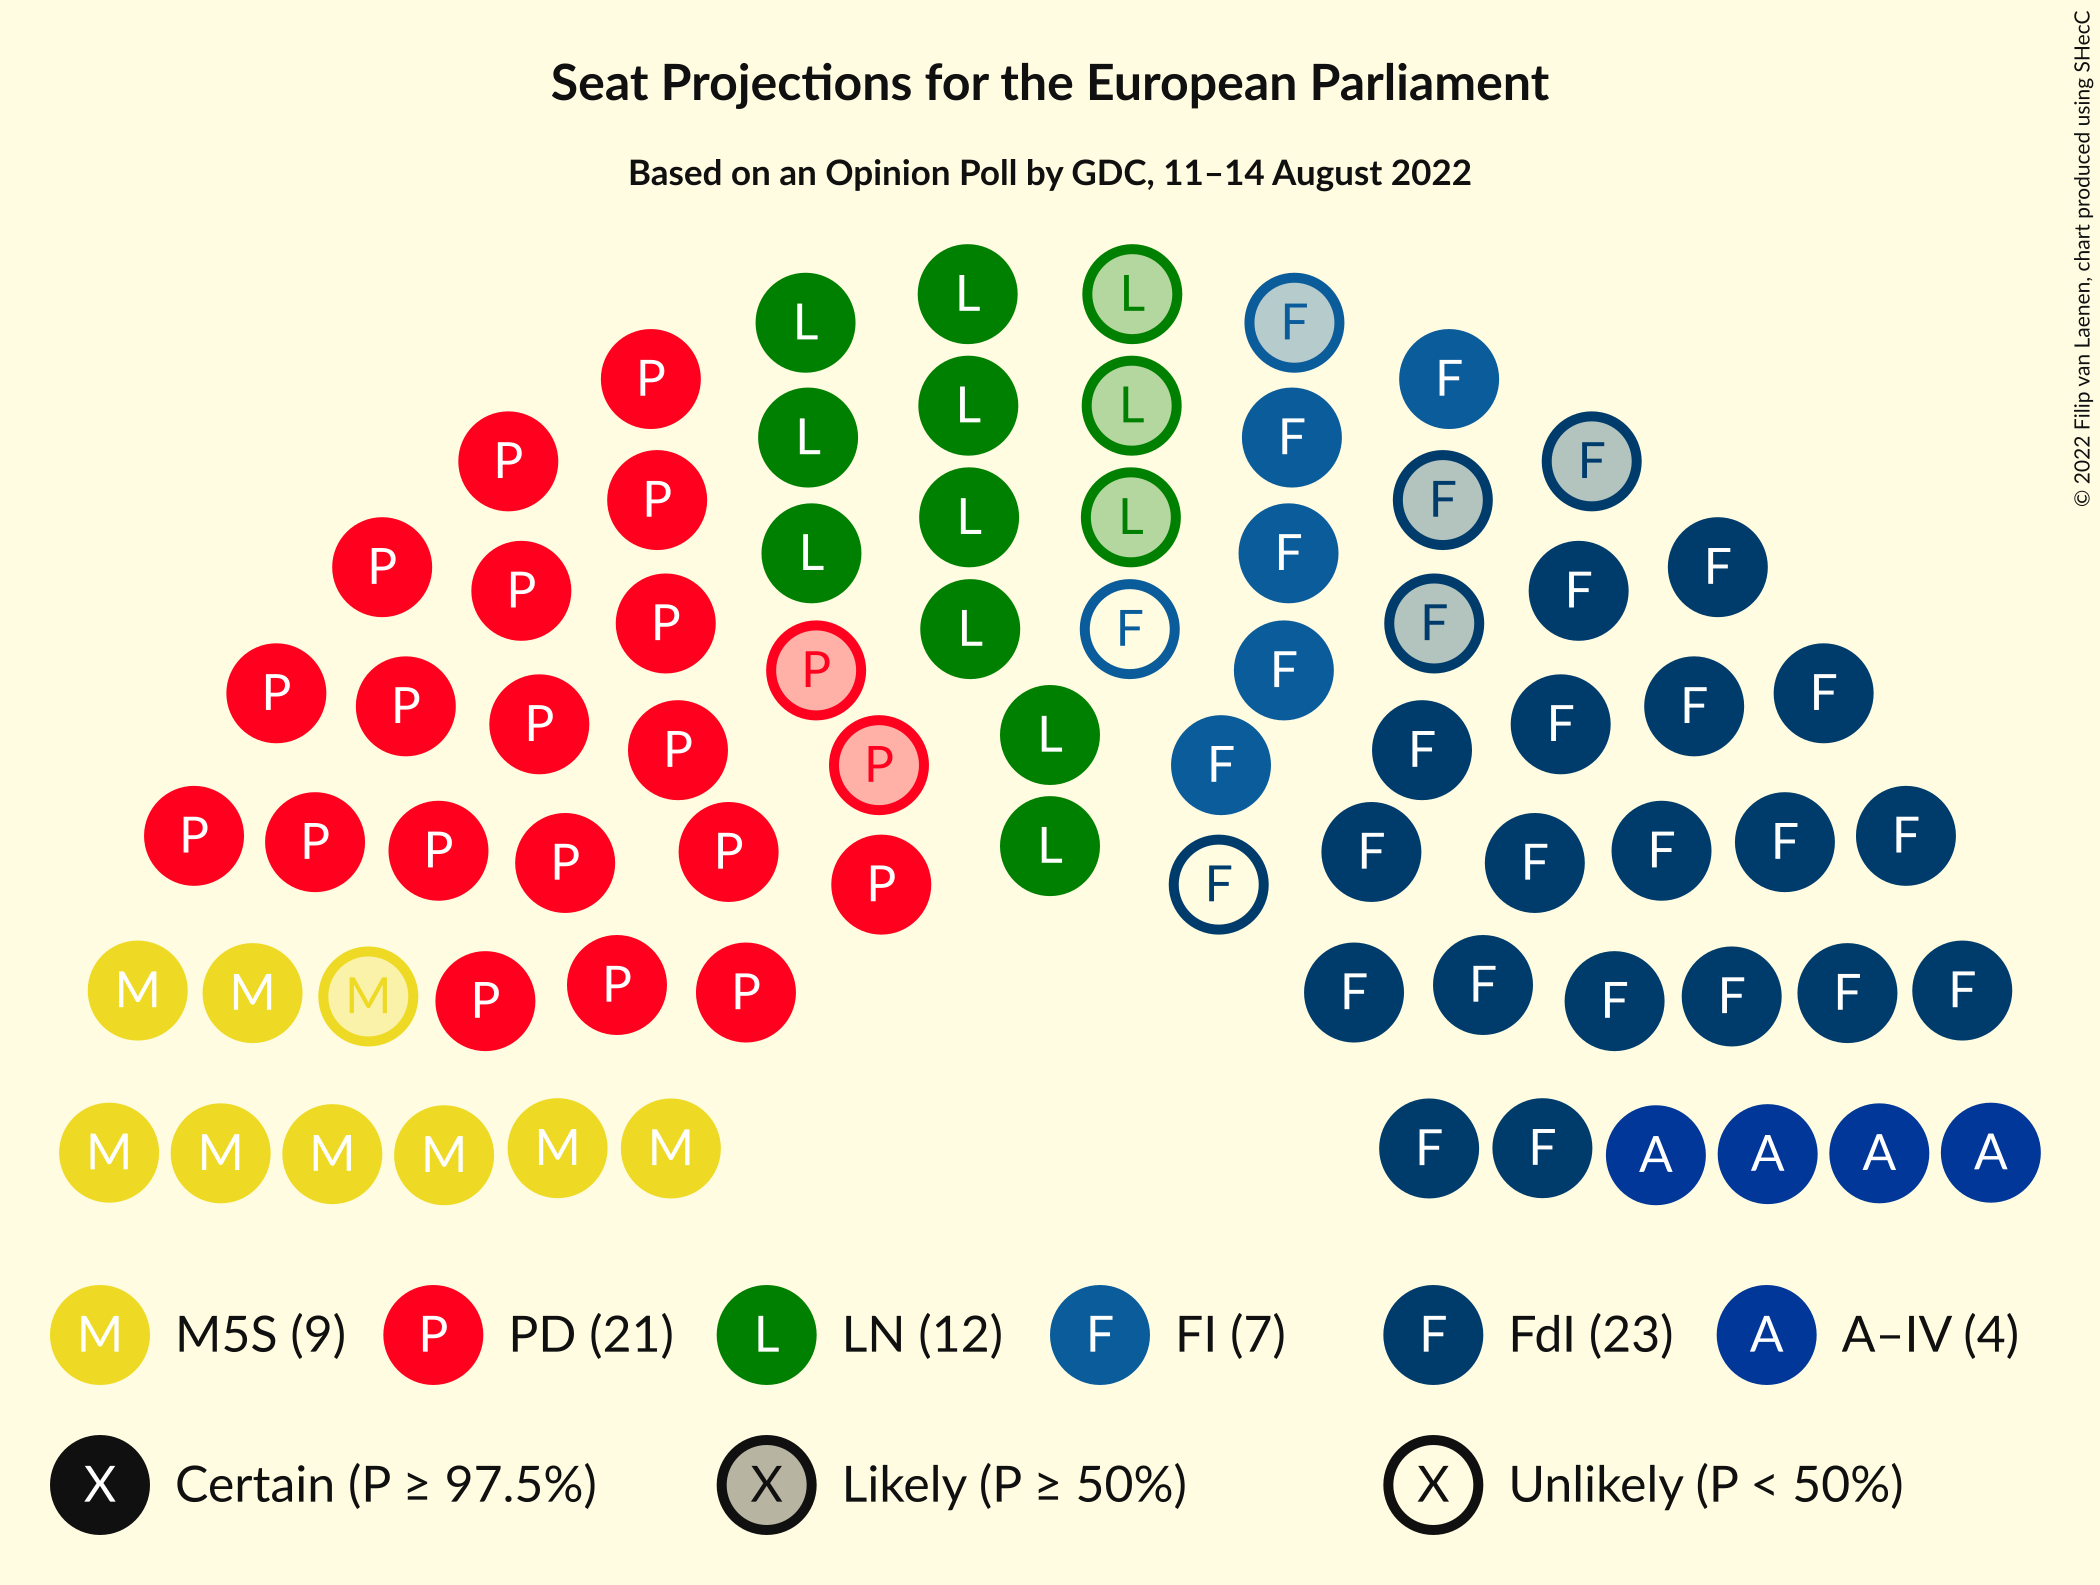 Seat Projections for the European Parliament
Based on an Opinion Poll by GDC, 11–14 August 2022
© 2022 Filip van Laenen, chart produced using SHecC
L L
L F
P L L F F
P L L F
P P L L F F F
P P L F F F
P P P F F F
P P P P L F F F F F
P P F F
P P P P P P L F F F F F F
M M M P P P F F F F F F
M M M M M M F F A A A A
M M5S (9) P PD (21) L LN (12) F FI (7) F FdI (23) A A–IV (4)
X Certain (P ≥ 97.5%) X Likely (P ≥ 50%) X Unlikely (P < 50%)